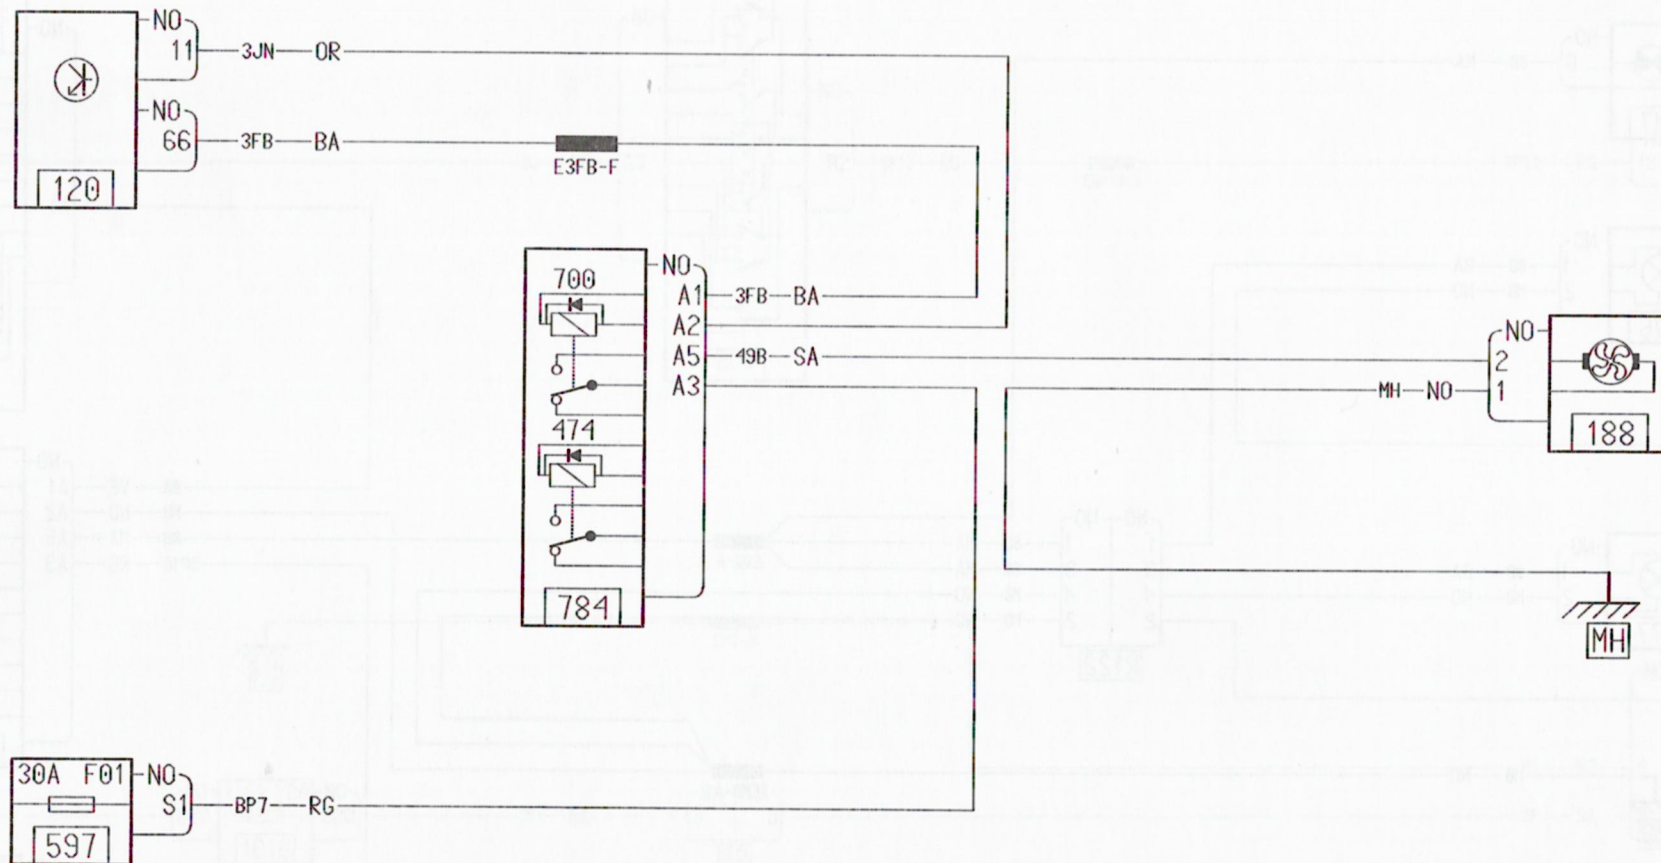 NO
11 3JN OR
NO
66 3FB BA
E3FB-F
120
NO
700
A1 3FB BA
A2
A5 49B SA
A3
NO
2
MH NO 1
188
474
784
MH
30A F01 NO
S1 BP7 RG
597